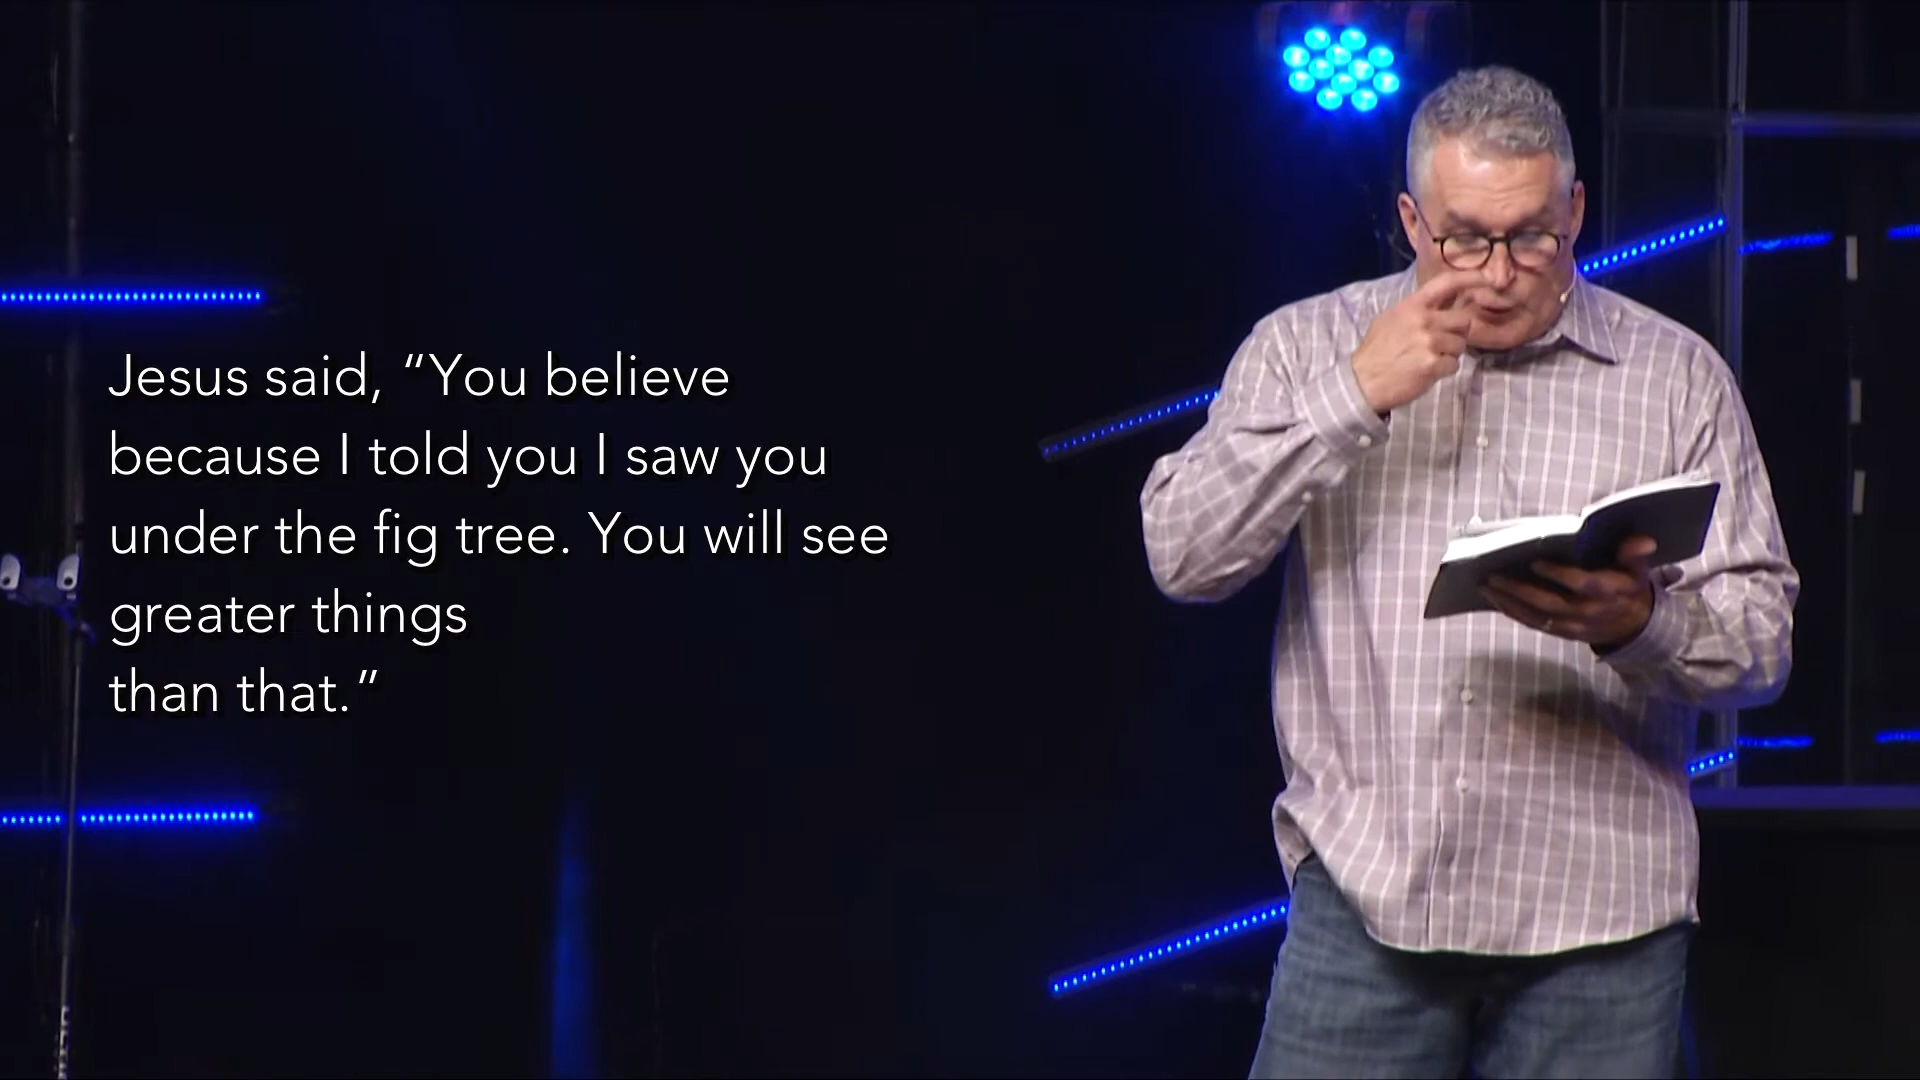 Jesus said, “You believe
because I told you I saw you
under the fig tree. You will see
greater things
than that.”